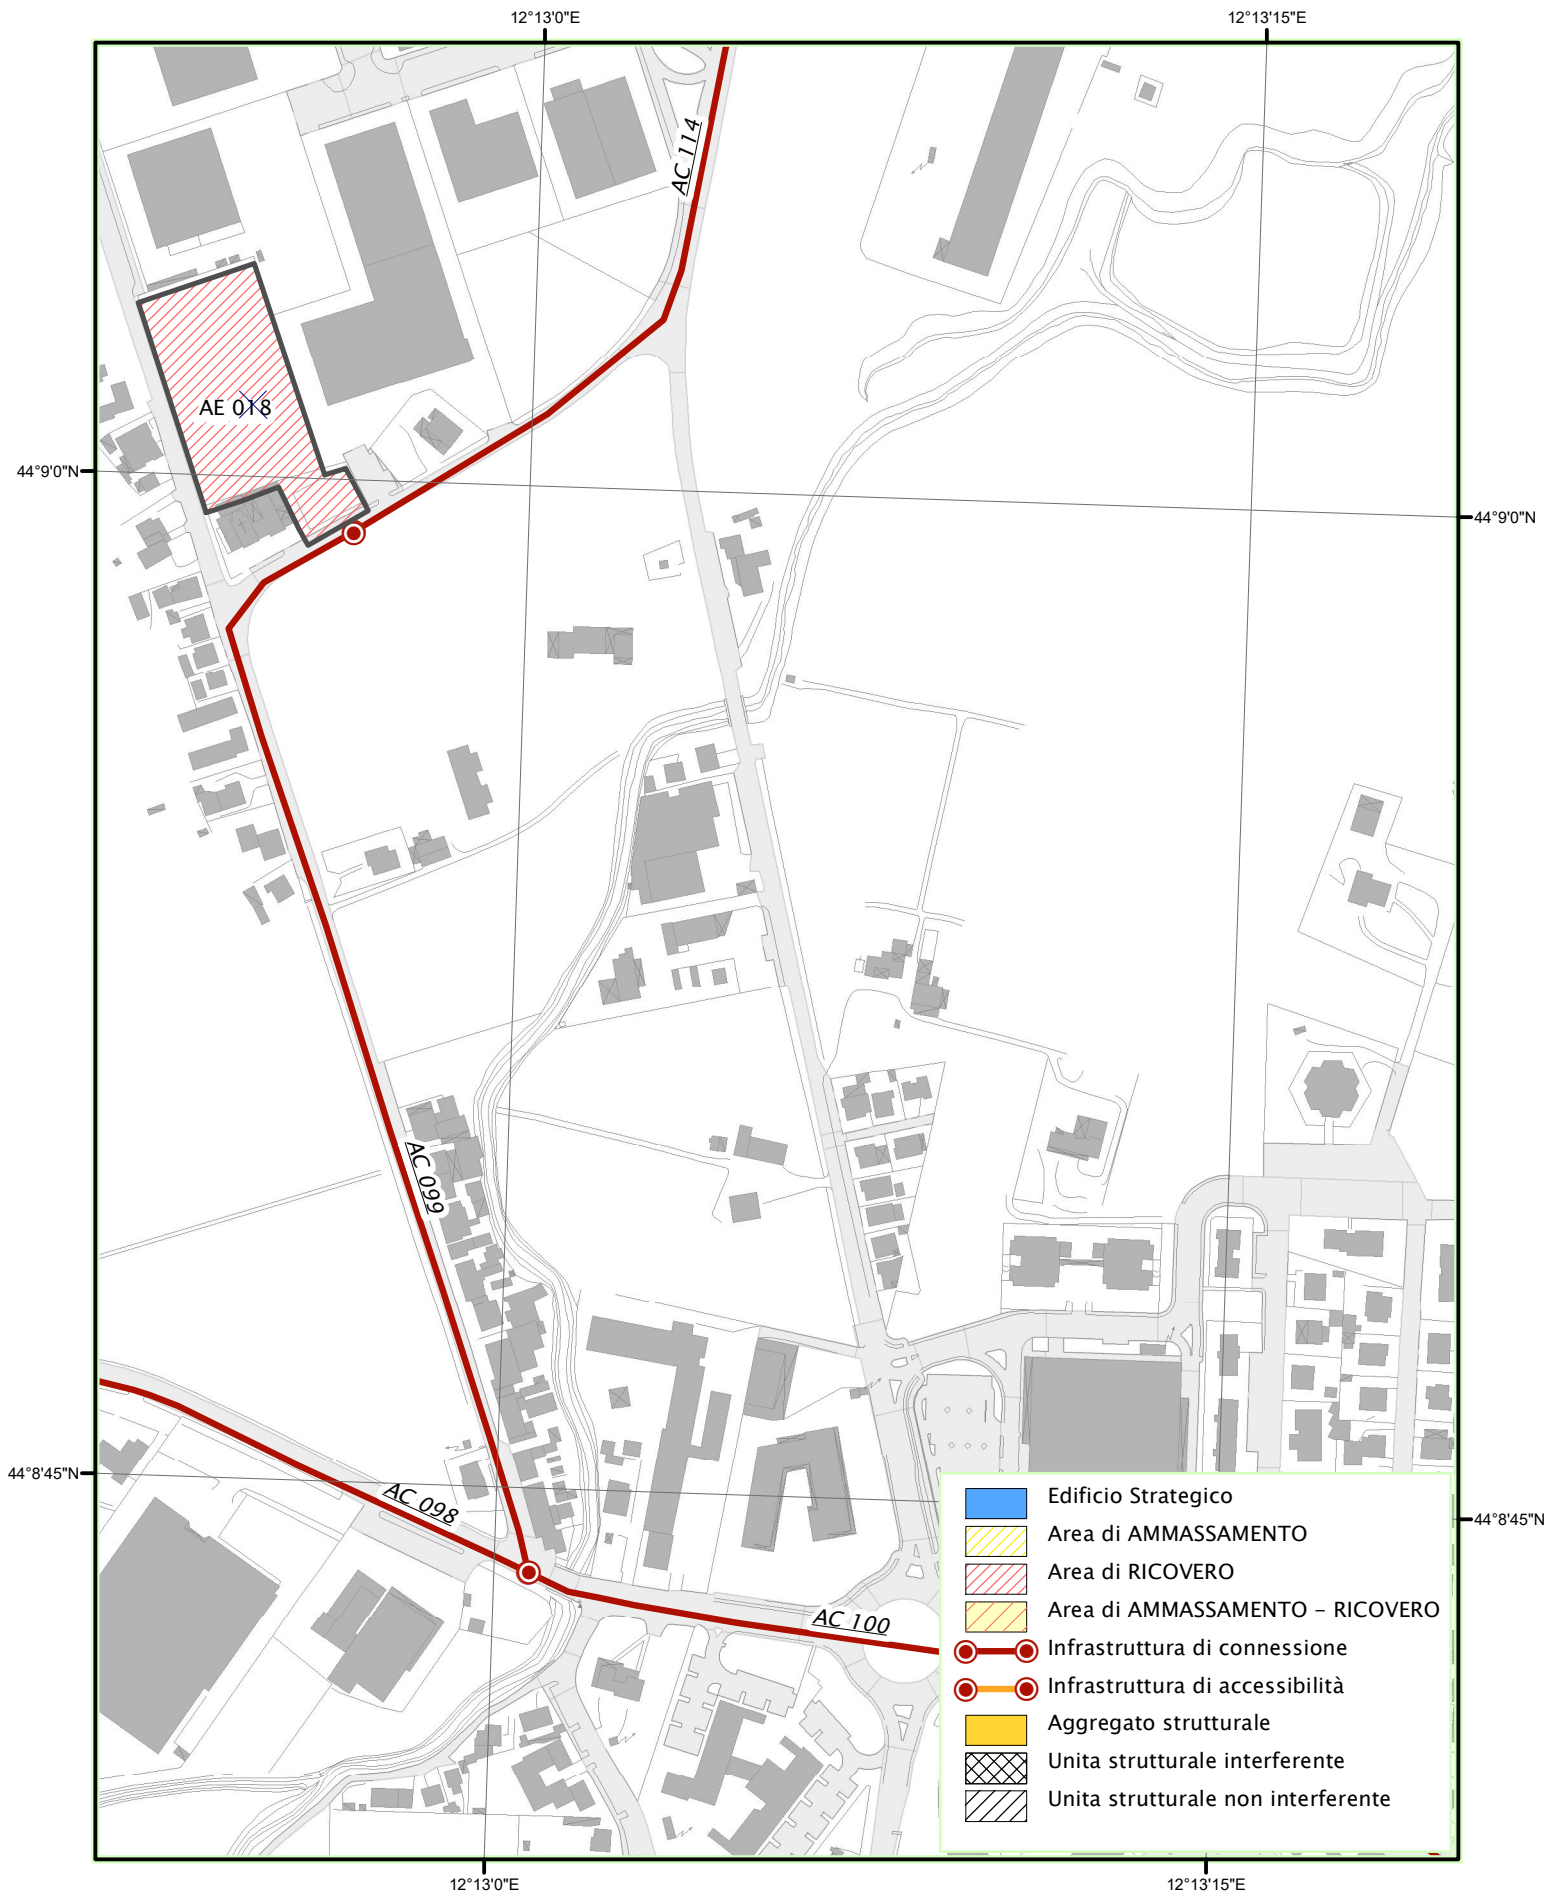 12°13'0"E
12°13'15"E
AC 114
AE 018
44°9'0"N
44°9'0"N
AC 099
44°8'45"N
AC 098
44°8'45"N
AC 100
Edificio Strategico
Area di AMMASSAMENTO
Area di RICOVERO
Area di AMMASSAMENTO - RICOVERO
Infrastruttura di connessione
Infrastruttura di accessibilità
Aggregato strutturale
Unita strutturale interferente
Unita strutturale non interferente
12°13'0"E
12°13'15"E